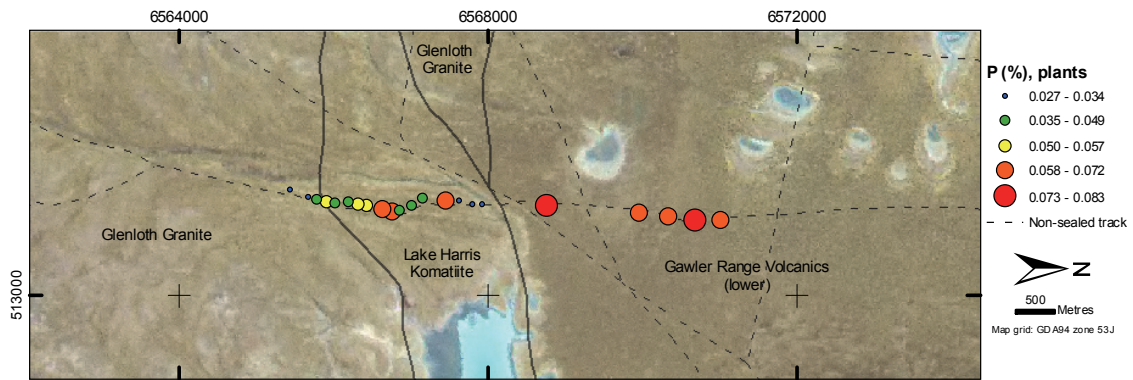 6564000
6568000
6572000
Glenloth
Granite
P (%), plants
0.027 - 0.034
0.035 - 0.049
0.050 - 0.057
0.058 - 0.072
0.073 - 0.083
Non-sealed track
Glenloth Granite
Lake Harris
Komatiite
Gawler Range Volcanics
(lower)
N
513000
500
Metres
Map grid: GDA94 zone 53J